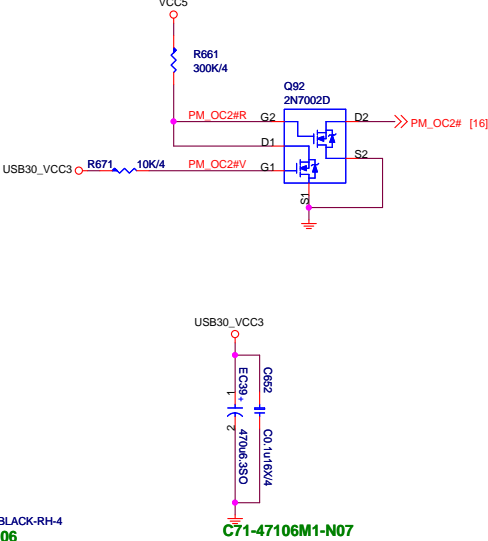 VCC5
R661
300K/4
Q92
2N7002D
PM_OC2#R
G2
D2
PM_OC2# [16]
D1
S2
USB30_VCC3
R671
10K/4
PM_OC2#V
G1
S1
USB30_VCC3
1
EC39
+
2
470u6.3SO
C652
C0.1u16X/4
BLACK-RH-4
06
C71-47106M1-N07